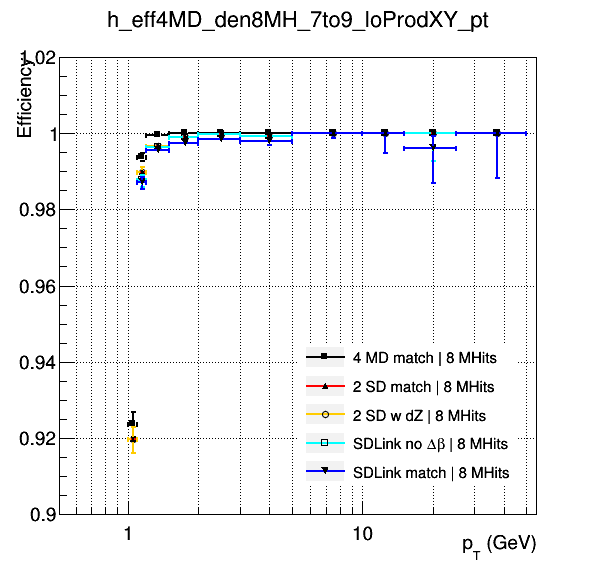 h_eff4MD_den8MH_7to9_loProdXY_pt
Efficiency
1.02
1
0.98
0.96
0.94
0.92
0.9
4 MD match | 8 MHits
2 SD match | 8 MHits
2 SD w dZ | 8 MHits
SDLink no Δβ | 8 MHits
SDLink match | 8 MHits
1
10
p_T (GeV)